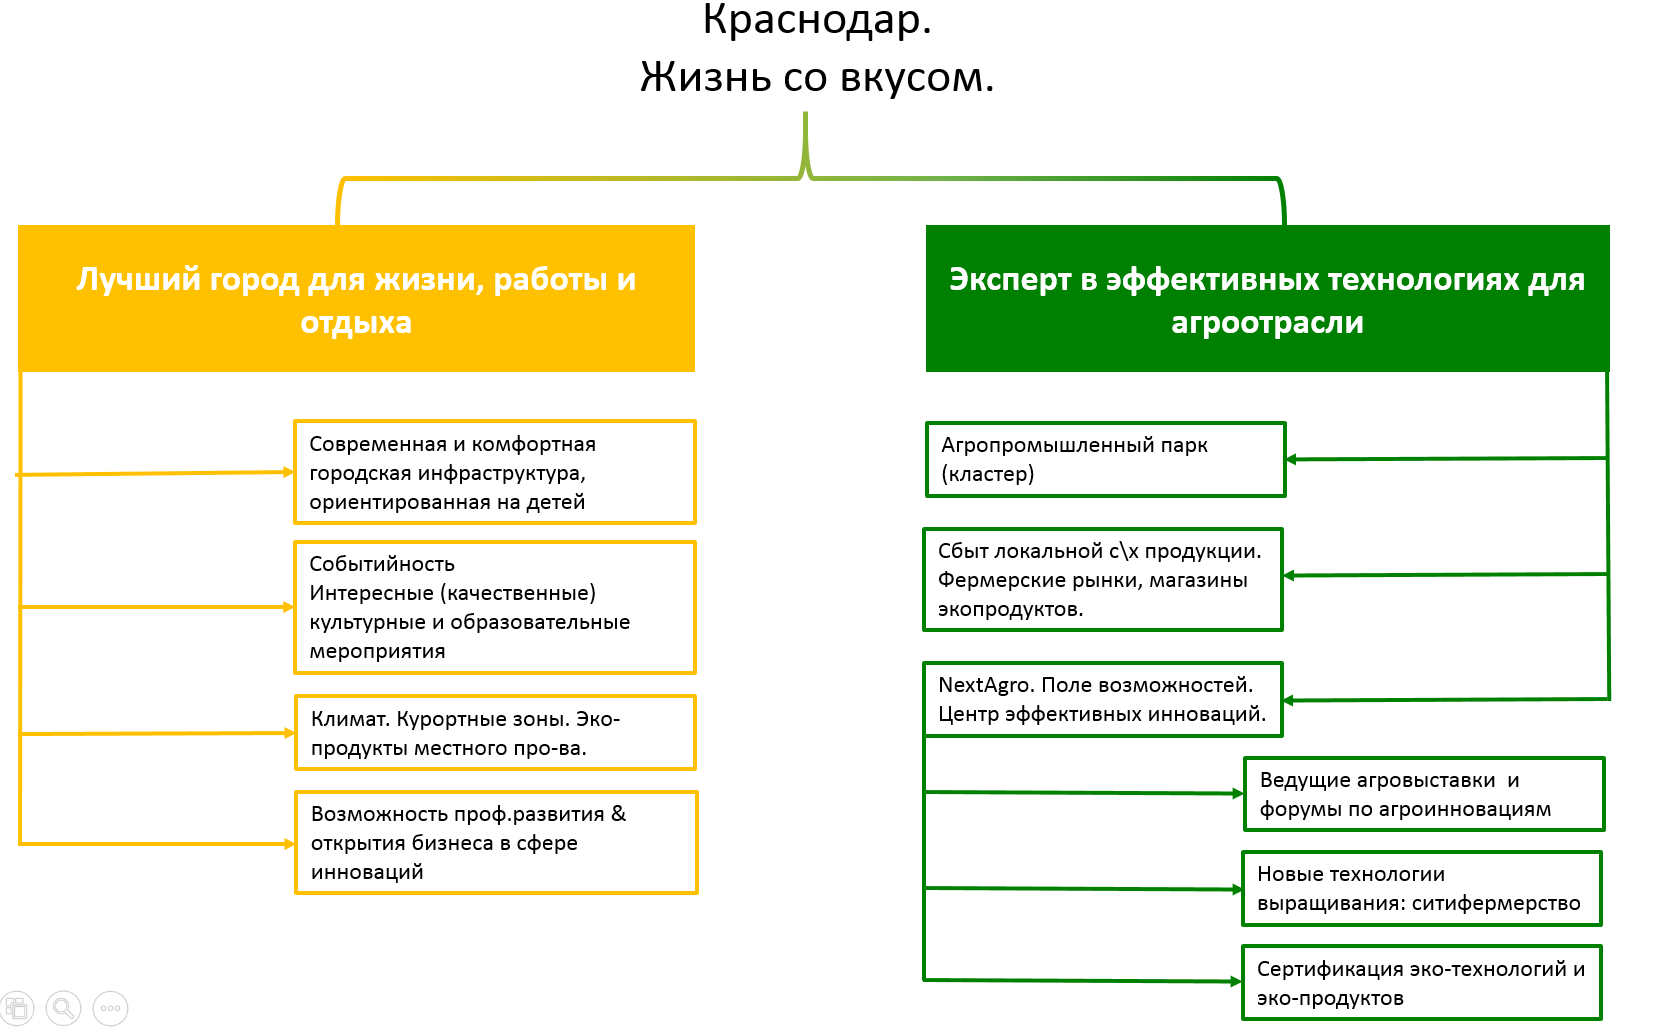 Краснодар.
Жизнь со вкусом.
Лучший город для жизни, работы и
отдыха
Современная и комфортная
городская инфраструктура,
ориентированная на детей
Событийность
Интересные (качественные)
культурные и образовательные
мероприятия
Климат. Курортные зоны. Эко-
продукты местного про-ва.
Возможность проф.развития &
открытия бизнеса в сфере
инноваций
Эксперт в эффективных технологиях для
агроотрасли
Агропромышленный парк
(кластер)
Сбыт локальной с\х продукции.
Фермерские рынки, магазины
экопродуктов.
NextAgro. Поле возможностей.
Центр эффективных инноваций.
Ведущие агровыставки  и
форумы по агроинновациям
Новые технологии
выращивания: ситифермерство
Сертификация эко-технологий и
эко-продуктов